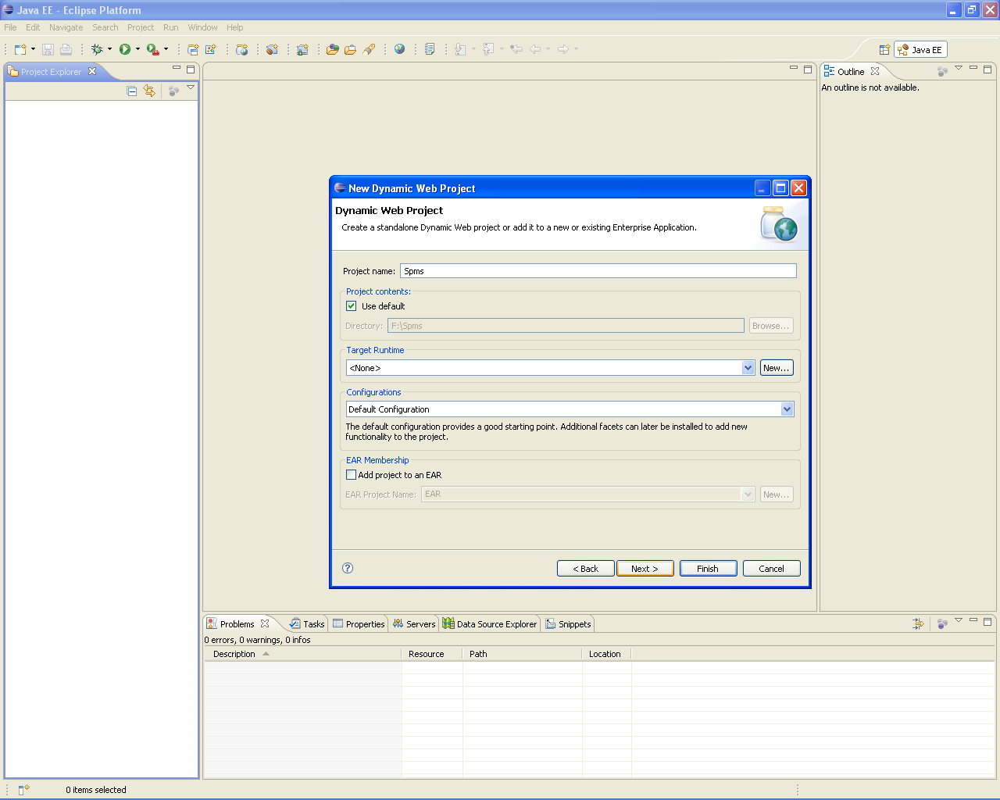 Java EE - Eclipse Platform
File Edit Navigate Search Project Run Window Help
Java EE
Project Explorer
Outline
An outline is not available.
New Dynamic Web Project
Dynamic Web Project
Create a standalone Dynamic Web project or add it to a new or existing Enterprise Application.
Project name: Spms
Project contents:
Use default
Directory: F:\Spms Browse...
Target Runtime
<None> New...
Configurations
Default Configuration
The default configuration provides a good starting point. Additional facets can later be installed to add new
functionality to the project.
EAR Membership
Add project to an EAR
EAR Project Name: EAR New...
< Back Next > Finish Cancel
Problems Tasks Properties Servers Data Source Explorer Snippets
0 errors, 0 warnings, 0 infos
Description Resource Path Location
0 items selected